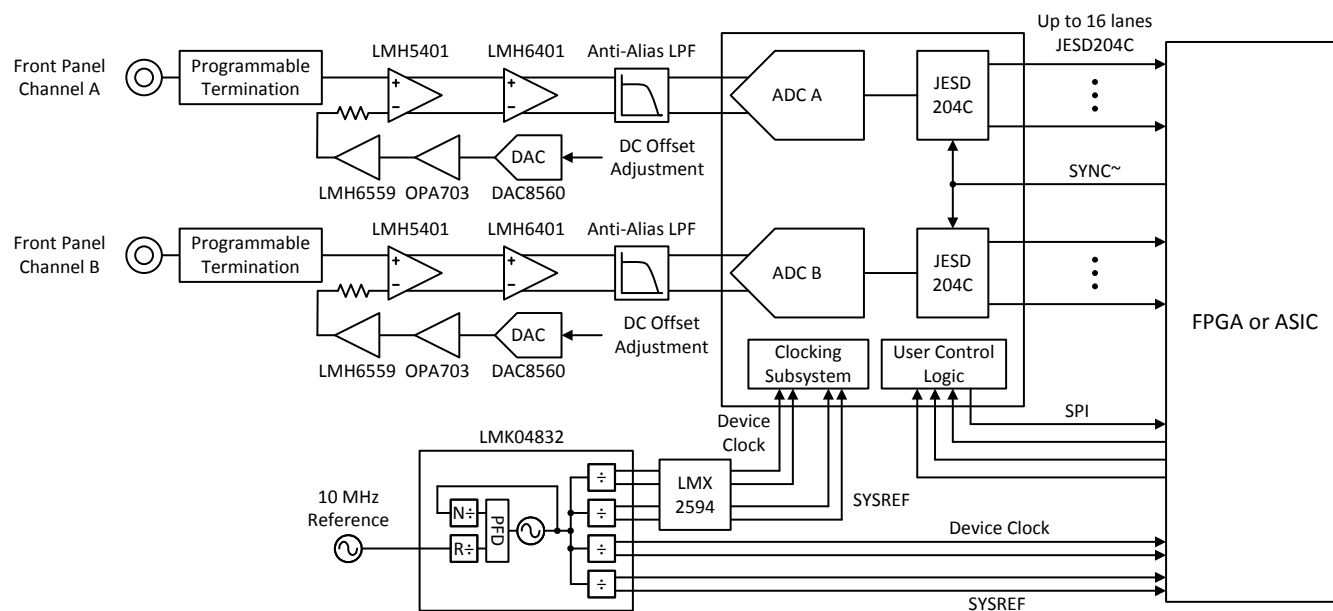 Up to 16 lanes
JESD204C
Front Panel
Channel A
Programmable
Termination
LMH5401
LMH6401
Anti-Alias LPF
+
−
+
−
ADC A
JESD
204C
LMH6559
OPA703
DAC
DAC8560
DC Offset
Adjustment
SYNC~
Front Panel
Channel B
Programmable
Termination
LMH5401
LMH6401
Anti-Alias LPF
+
−
+
−
ADC B
JESD
204C
LMH6559
OPA703
DAC
DAC8560
DC Offset
Adjustment
FPGA or ASIC
Clocking
Subsystem
User Control
Logic
SPI
Device
Clock
LMK04832
10 MHz
Reference
N÷
R÷
PFD
÷
÷
÷
÷
LMX
2594
SYSREF
Device Clock
SYSREF